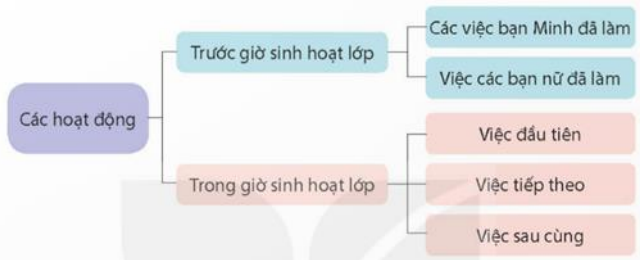 Các hoạt động
Trước giờ sinh hoạt lớp
Các việc bạn Minh đã làm
Việc các bạn nữ đã làm
Trong giờ sinh hoạt lớp
Việc đầu tiên
Việc tiếp theo
Việc sau cùng